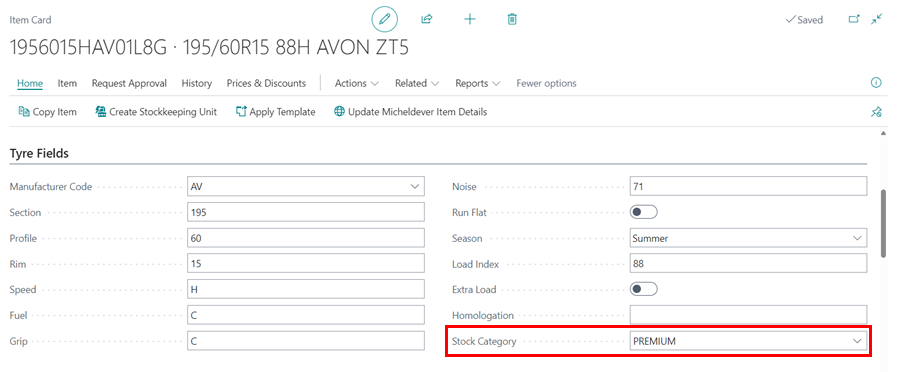 Item Card
Saved
1956015HAV01L8G · 195/60R15 88H AVON ZT5
Home Item Request Approval History Prices & Discounts Actions Related Reports Fewer options
Copy Item Create Stockkeeping Unit Apply Template Update Micheldever Item Details
Tyre Fields
Manufacturer Code AV Noise 71
Section 195 Run Flat
Profile 60 Season Summer
Rim 15 Load Index 88
Speed H Extra Load
Fuel C Homologation
Grip C Stock Category PREMIUM